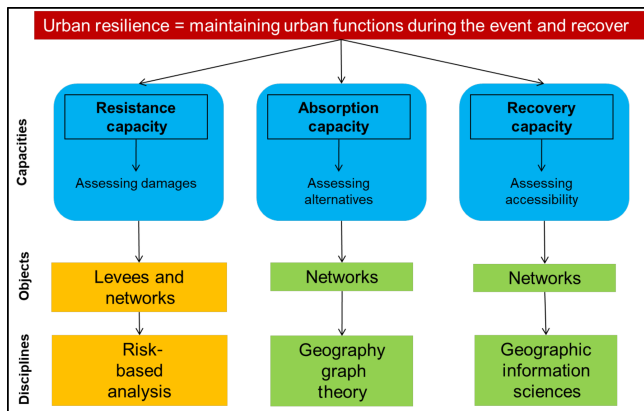 Urban resilience = maintaining urban functions during the event and recover
Capacities
Resistance
capacity
Assessing damages
Absorption
capacity
Assessing
alternatives
Recovery
capacity
Assessing
accessibility
Objects
Levees and
networks
Networks
Networks
Disciplines
Risk-
based
analysis
Geography
graph
theory
Geographic
information
sciences